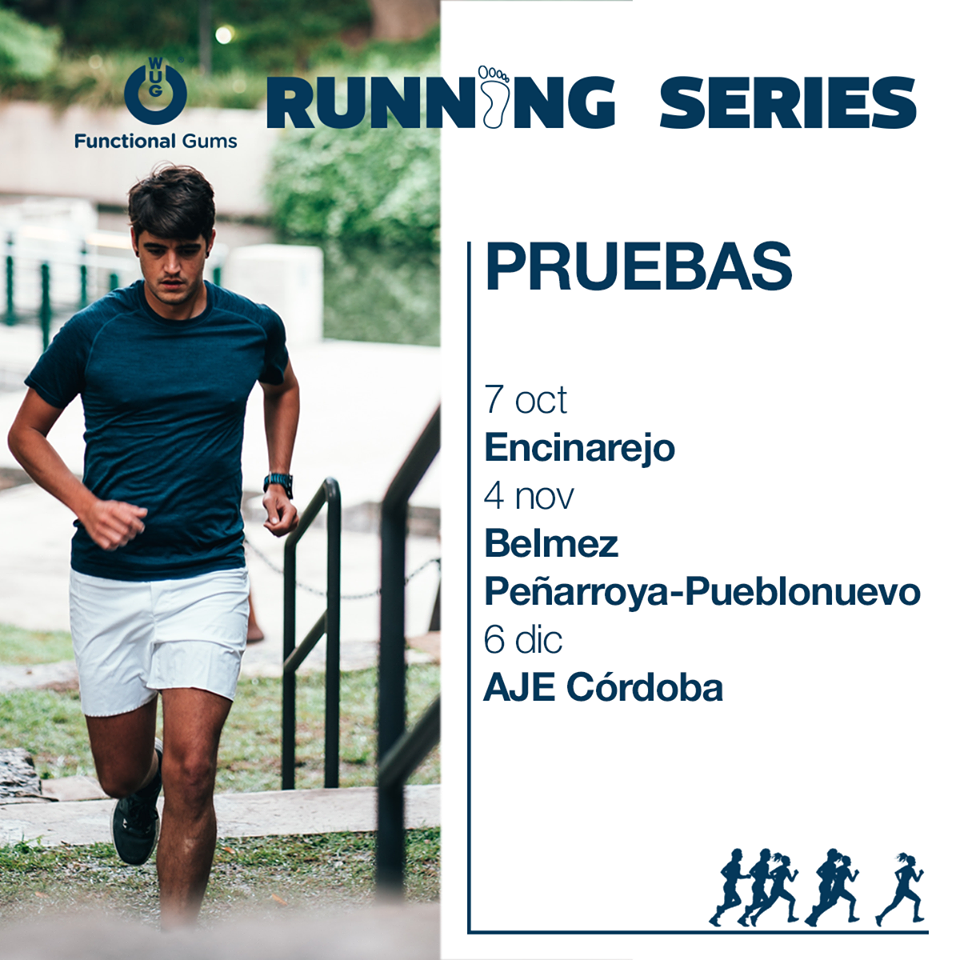 WUG
Functional Gums
RUNNING SERIES
PRUEBAS
7 oct
Encinarejo
4 nov
Belmez
Peñarroya-Pueblonuevo
6 dic
AJE Córdoba